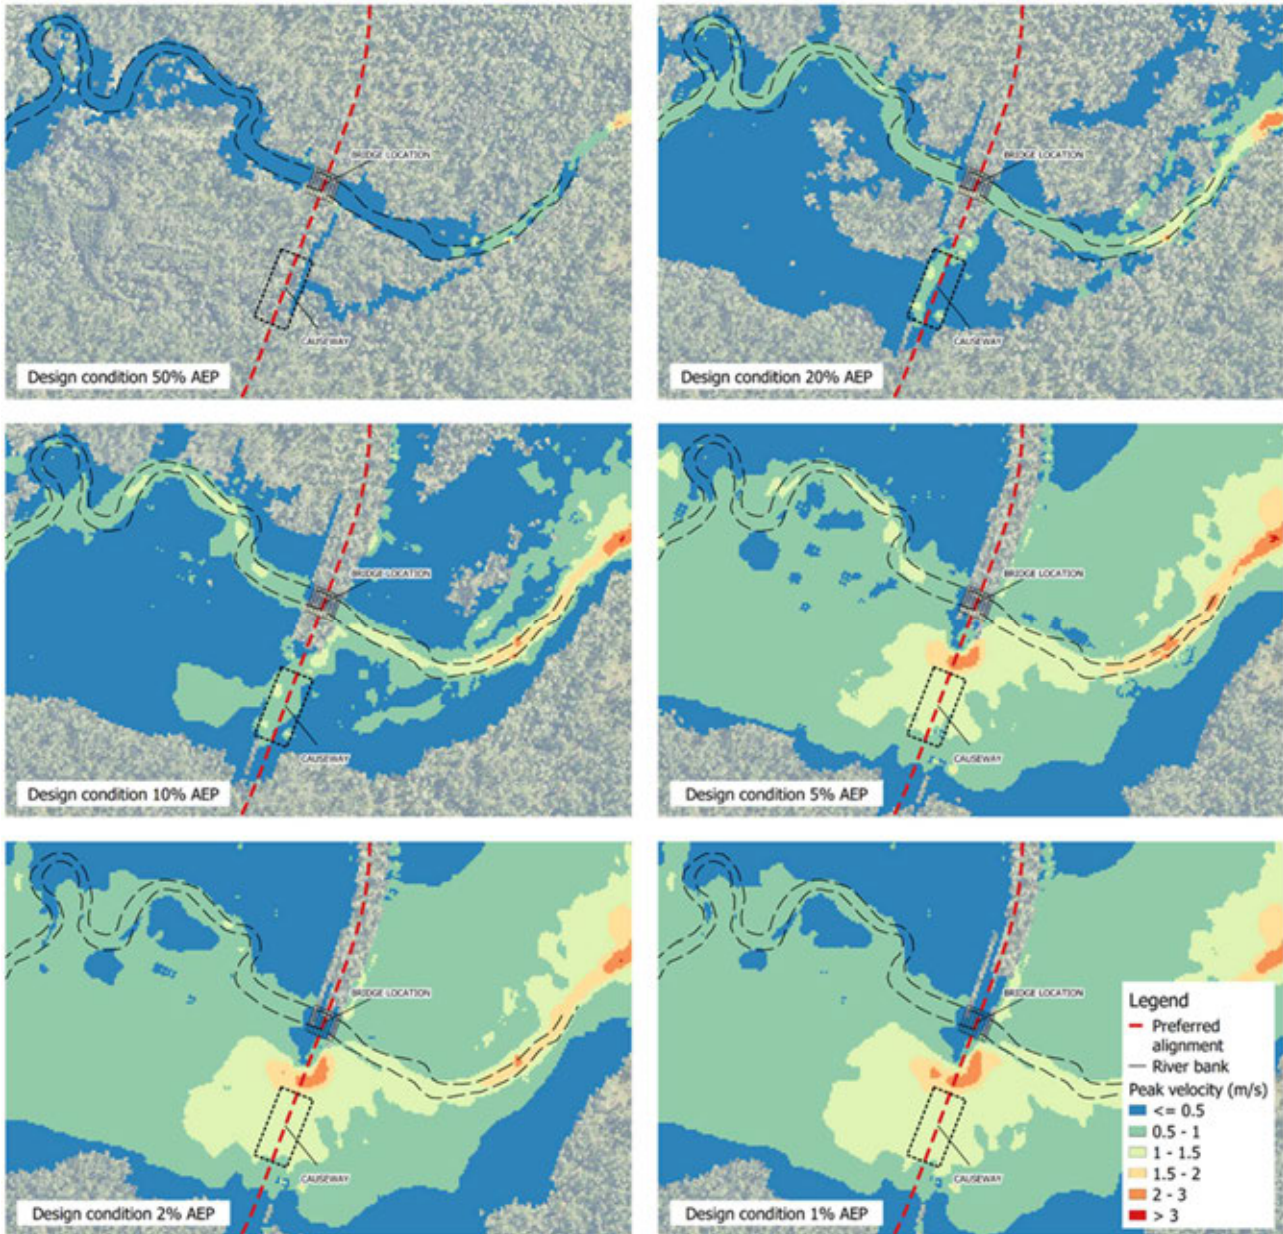 BRIDGE LOCATION
CAUSEWAY
Design condition 50% AEP
BRIDGE LOCATION
CAUSEWAY
Design condition 20% AEP
BRIDGE LOCATION
CAUSEWAY
Design condition 10% AEP
BRIDGE LOCATION
CAUSEWAY
Design condition 5% AEP
BRIDGE LOCATION
CAUSEWAY
Design condition 2% AEP
BRIDGE LOCATION
CAUSEWAY
Design condition 1% AEP
Legend
Preferred
alignment
River bank
Peak velocity (m/s)
<= 0.5
0.5 - 1
1 - 1.5
1.5 - 2
2 - 3
> 3